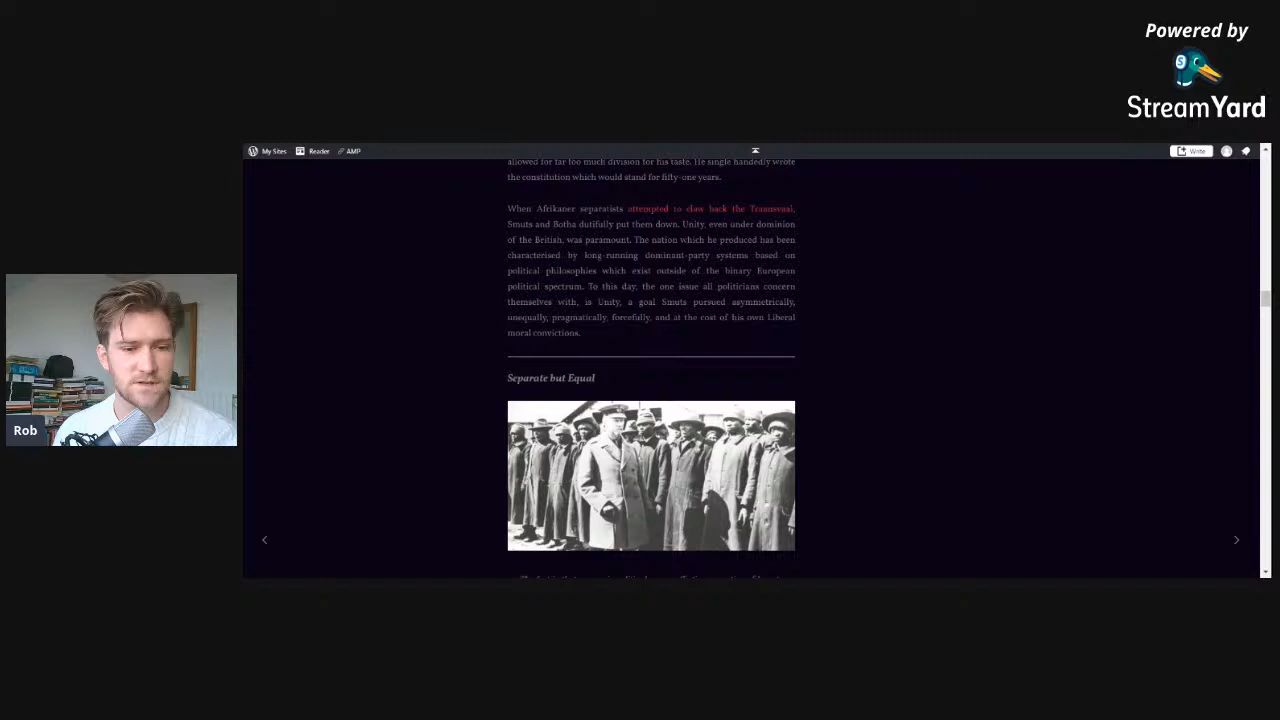 Powered by
StreamYard
My Sites
Reader
AMP
Write
allowed for far too much division for his taste. He single handedly wrote
the constitution which would stand for fifty-one years.
When Afrikaner separatists attempted to claw back the Traansvaal,
Smuts and Botha dutifully put them down. Unity, even under dominion
of the British, was paramount. The nation which he produced has been
characterised by long-running dominant-party systems based on
political philosophies which exist outside of the binary European
political spectrum. To this day, the one issue all politicians concern
themselves with, is Unity, a goal Smuts pursued asymmetrically,
unequally, pragmatically, forcefully, and at the cost of his own Liberal
moral convictions.
Separate but Equal
Rob